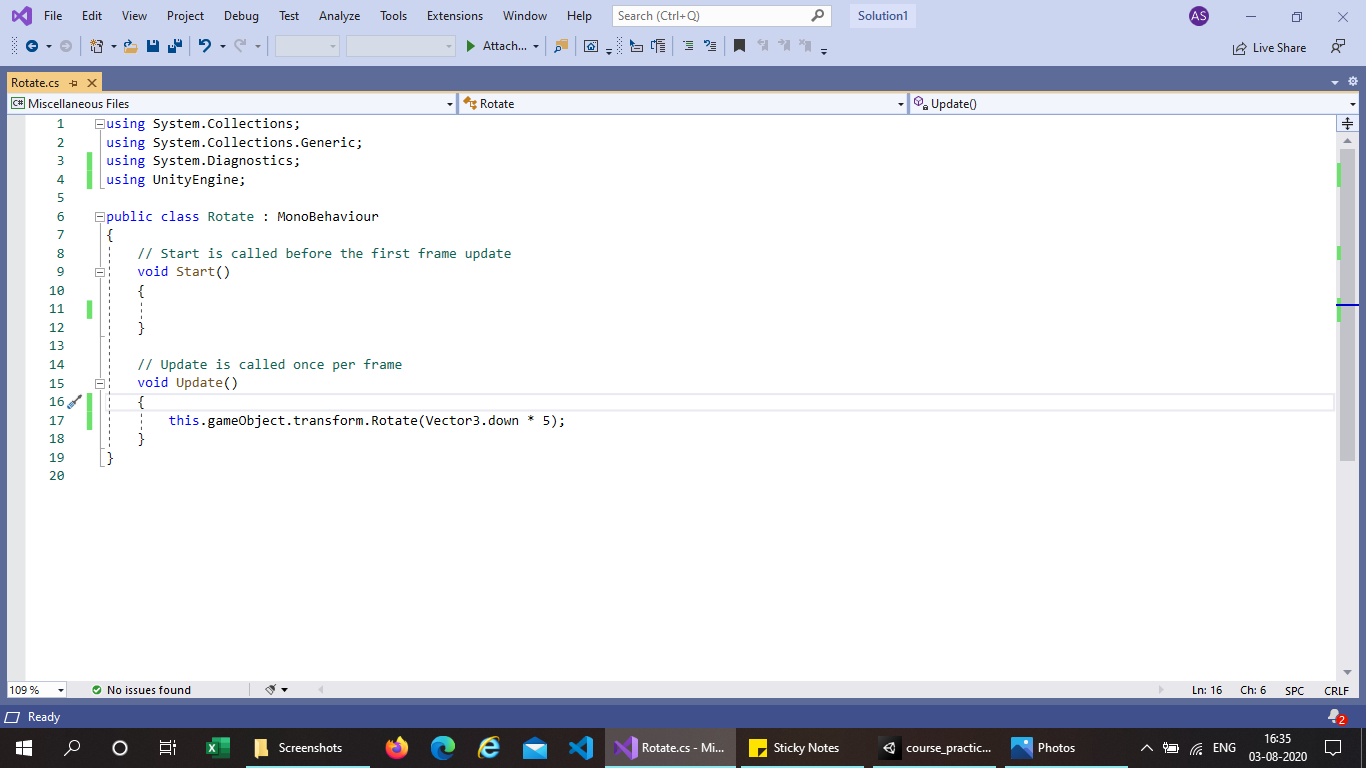 File Edit View Project Debug Test Analyze Tools Extensions Window Help Search (Ctrl+Q) Solution1 AS
Attach... Live Share
Rotate.cs
C# Miscellaneous Files Rotate Update()
1 using System.Collections;
2 using System.Collections.Generic;
3 using System.Diagnostics;
4 using UnityEngine;
5
6 public class Rotate : MonoBehaviour
7 {
8 // Start is called before the first frame update
9 void Start()
10 {
11
12 }
13
14 // Update is called once per frame
15 void Update()
16 {
17 this.gameObject.transform.Rotate(Vector3.down * 5);
18 }
19 }
20
109 % No issues found Ln: 16 Ch: 6 SPC CRLF
Ready 2
Screenshots Rotate.cs - Mi... Sticky Notes course_practic... Photos ENG 16:35
03-08-2020